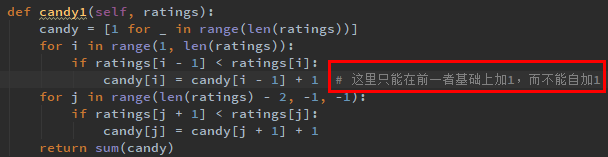 def candy1(self, ratings):
    candy = [1 for _ in range(len(ratings))]
    for i in range(1, len(ratings)):
        if ratings[i - 1] < ratings[i]:
            candy[i] = candy[i - 1] + 1  # 这里只能在前一者基础上加1，而不能自加1
    for j in range(len(ratings) - 2, -1, -1):
        if ratings[j + 1] < ratings[j]:
            candy[j] = candy[j + 1] + 1
    return sum(candy)